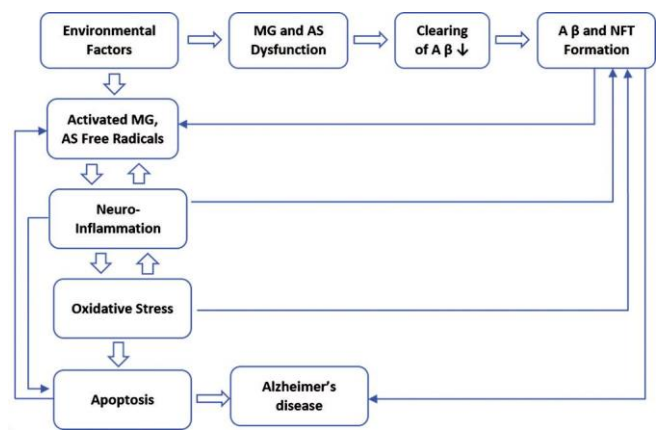 Environmental
Factors
MG and AS
Dysfunction
Clearing
of A β ↓
A β and NFT
Formation
Activated MG,
AS Free Radicals
Neuro-
Inflammation
Oxidative Stress
Apoptosis
Alzheimer's
disease